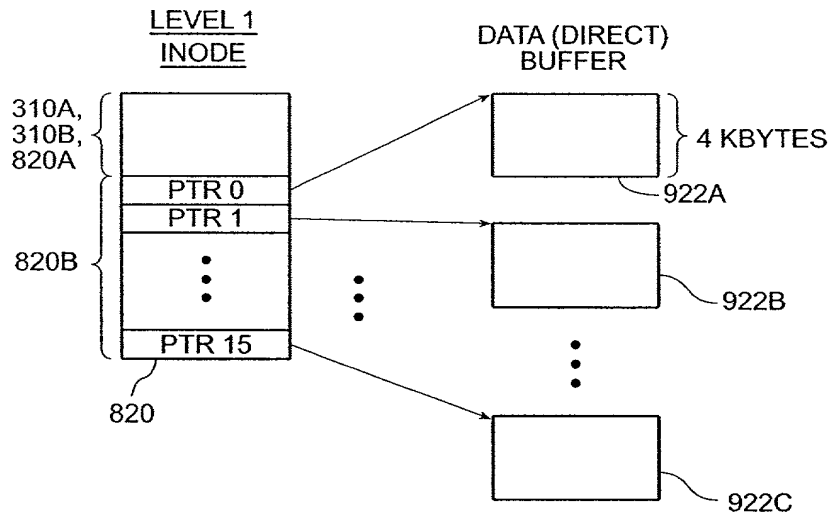 LEVEL 1
INODE
DATA (DIRECT)
BUFFER
310A,
310B,
820A
PTR 0
PTR 1
820B
PTR 15
820
4 KBYTES
922A
922B
922C